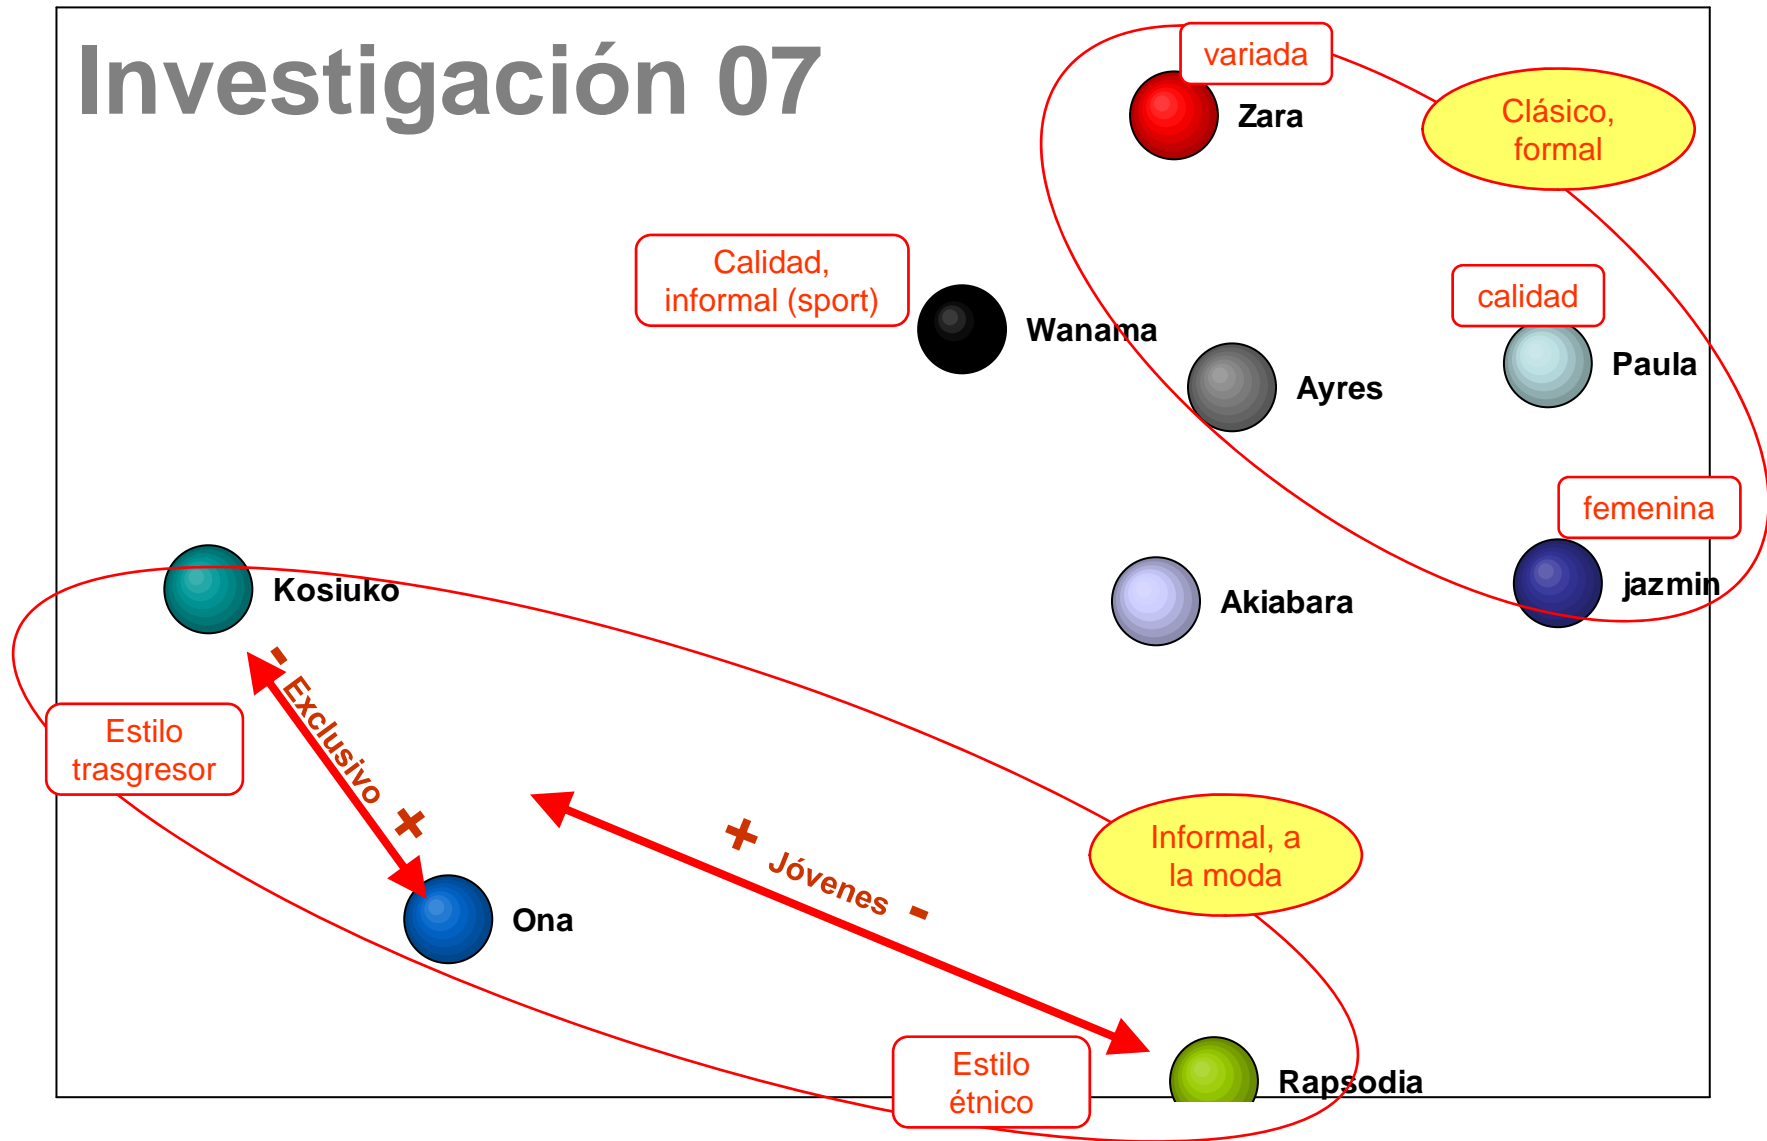 Investigación 07
variada
Zara
Clásico,
formal
Calidad,
informal (sport)
Wanama
calidad
Paula
Ayres
femenina
jazmin
Kosiuko
Akiabara
- Exclusivo +
Estilo
trasgresor
+ Jóvenes -
Informal, a
la moda
Ona
Estilo
étnico
Rapsodia